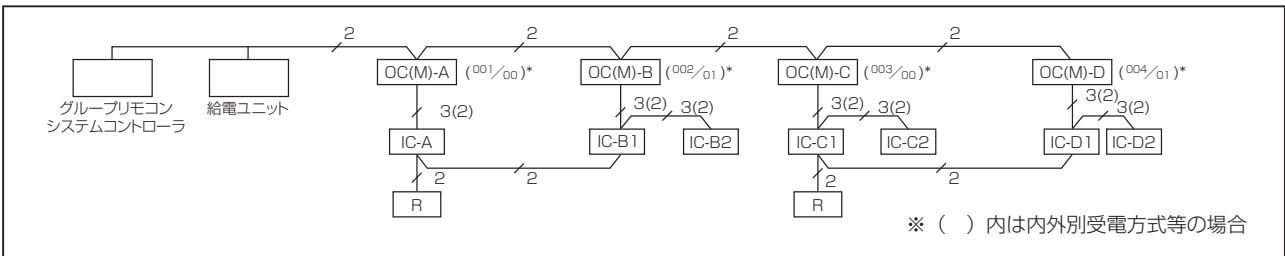 2
2
2
2
OC(M)-A
(001/00)*
OC(M)-B
(002/01)*
OC(M)-C
(003/00)*
OC(M)-D
(004/01)*
グループリモコン
システムコントローラ
給電ユニット
3(2)
3(2)
3(2)
3(2)
3(2)
3(2)
3(2)
IC-A
IC-B1
IC-B2
IC-C1
IC-C2
IC-D1
IC-D2
2
2
2
2
R
R
※（　）内は内外別受電方式等の場合